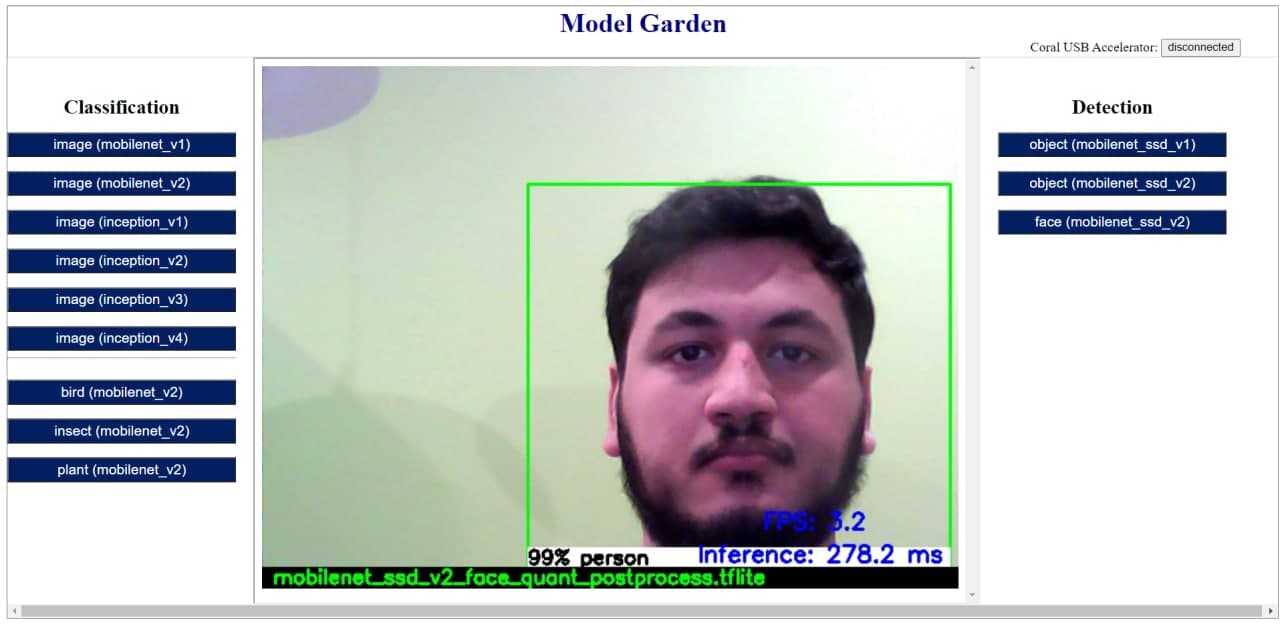 Model Garden
Coral USB Accelerator: disconnected
Classification
image (mobilenet_v1)
image (mobilenet_v2)
image (inception_v1)
image (inception_v2)
image (inception_v3)
image (inception_v4)
bird (mobilenet_v2)
insect (mobilenet_v2)
plant (mobilenet_v2)
FPS: 3.2
99% person
Inference: 278.2 ms
mobilenet_ssd_v2_face_quant_postprocess.tflite
Detection
object (mobilenet_ssd_v1)
object (mobilenet_ssd_v2)
face (mobilenet_ssd_v2)